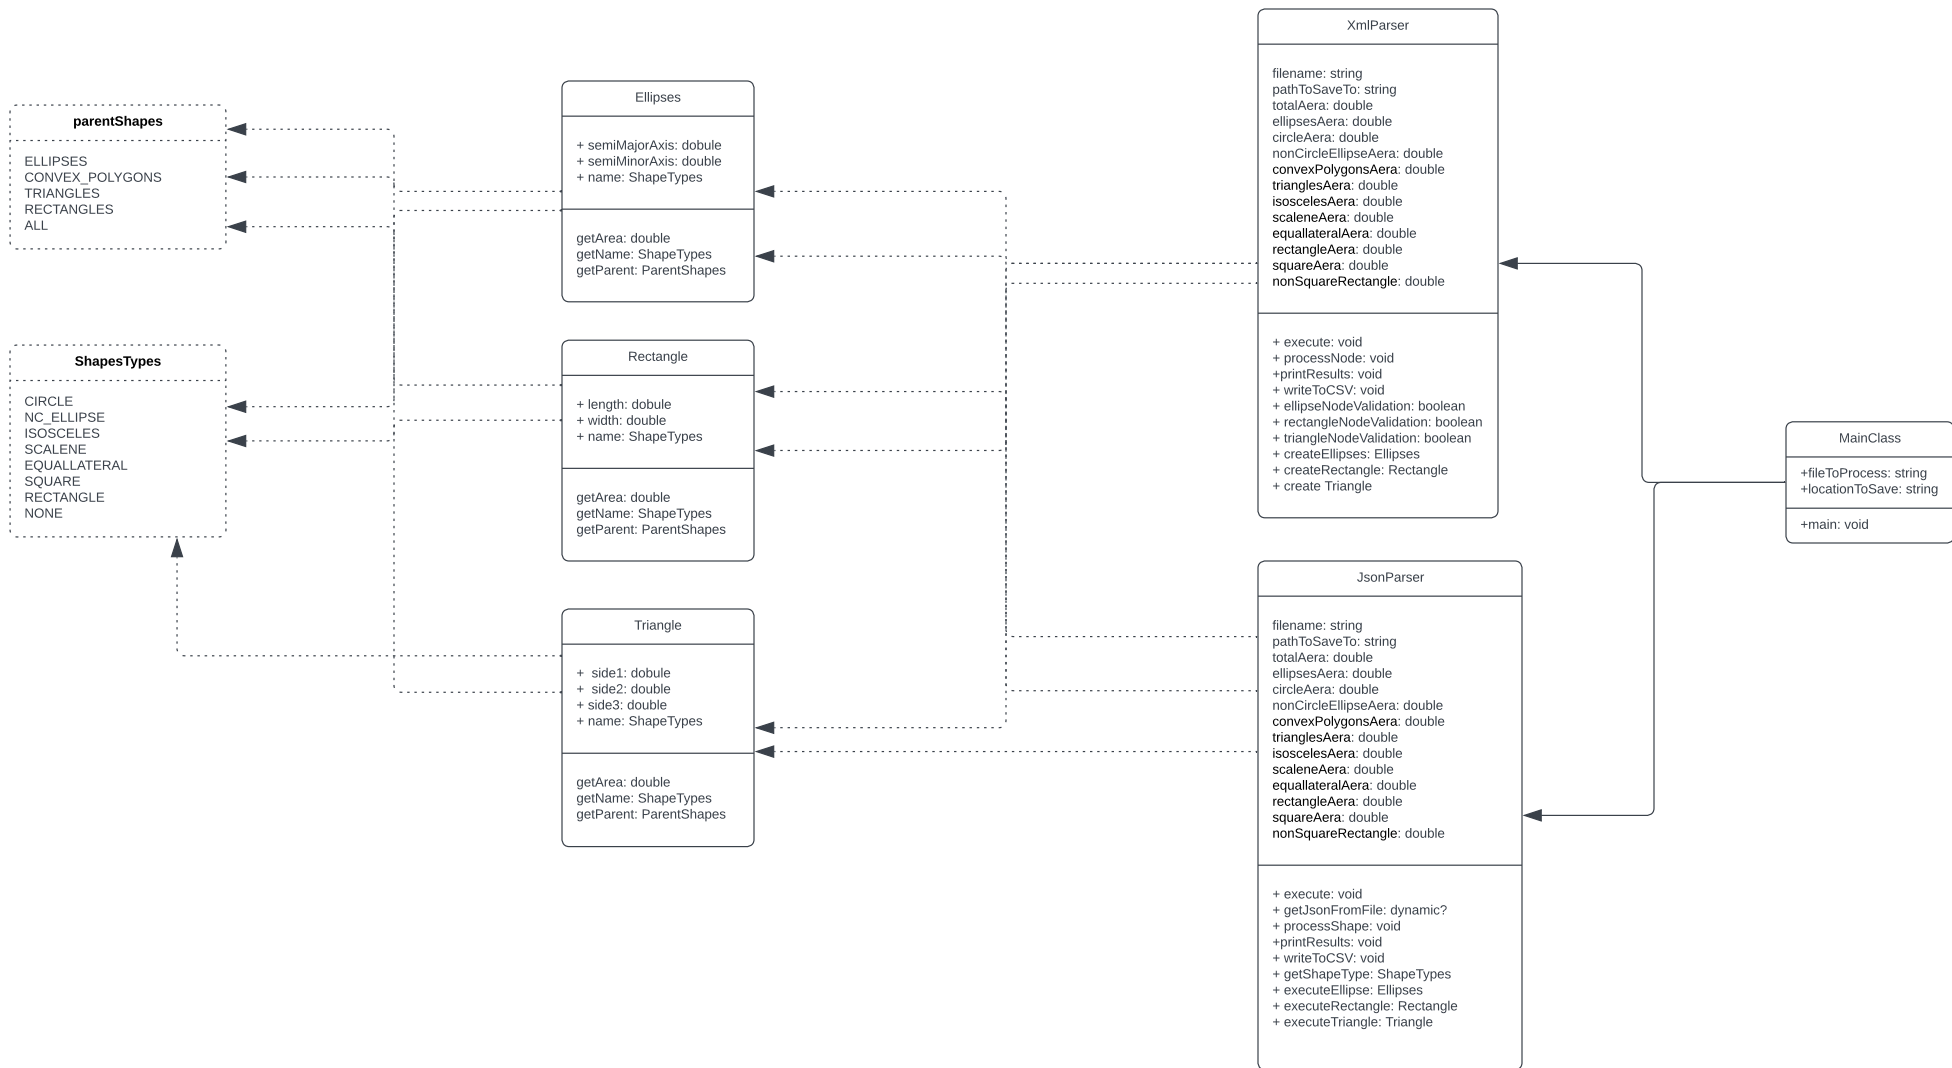 parentShapes
ELLIPSES
CONVEX_POLYGONS
TRIANGLES
RECTANGLES
ALL
ShapesTypes
CIRCLE
NC_ELLIPSE
ISOSCELES
SCALENE
EQUALLATERAL
SQUARE
RECTANGLE
NONE
Ellipses
+ semiMajorAxis: dobule
+ semiMinorAxis: double
+ name: ShapeTypes
getArea: double
getName: ShapeTypes
getParent: ParentShapes
Rectangle
+ length: dobule
+ width: double
+ name: ShapeTypes
getArea: double
getName: ShapeTypes
getParent: ParentShapes
Triangle
+  side1: dobule
+  side2: double
+ side3: double
+ name: ShapeTypes
getArea: double
getName: ShapeTypes
getParent: ParentShapes
XmlParser
filename: string
pathToSaveTo: string
totalAera: double
ellipsesAera: double
circleAera: double
nonCircleEllipseAera: double
convexPolygonsAera: double
trianglesAera: double
isoscelesAera: double
scaleneAera: double
equallateralAera: double
rectangleAera: double
squareAera: double
nonSquareRectangle: double
+ execute: void
+ processNode: void
+printResults: void
+ writeToCSV: void
+ ellipseNodeValidation: boolean
+ rectangleNodeValidation: boolean
+ triangleNodeValidation: boolean
+ createEllipses: Ellipses
+ createRectangle: Rectangle
+ create Triangle
JsonParser
filename: string
pathToSaveTo: string
totalAera: double
ellipsesAera: double
circleAera: double
nonCircleEllipseAera: double
convexPolygonsAera: double
trianglesAera: double
isoscelesAera: double
scaleneAera: double
equallateralAera: double
rectangleAera: double
squareAera: double
nonSquareRectangle: double
+ execute: void
+ getJsonFromFile: dynamic?
+ processShape: void
+printResults: void
+ writeToCSV: void
+ getShapeType: ShapeTypes
+ executeEllipse: Ellipses
+ executeRectangle: Rectangle
+ executeTriangle: Triangle
MainClass
+fileToProcess: string
+locationToSave: string
+main: void